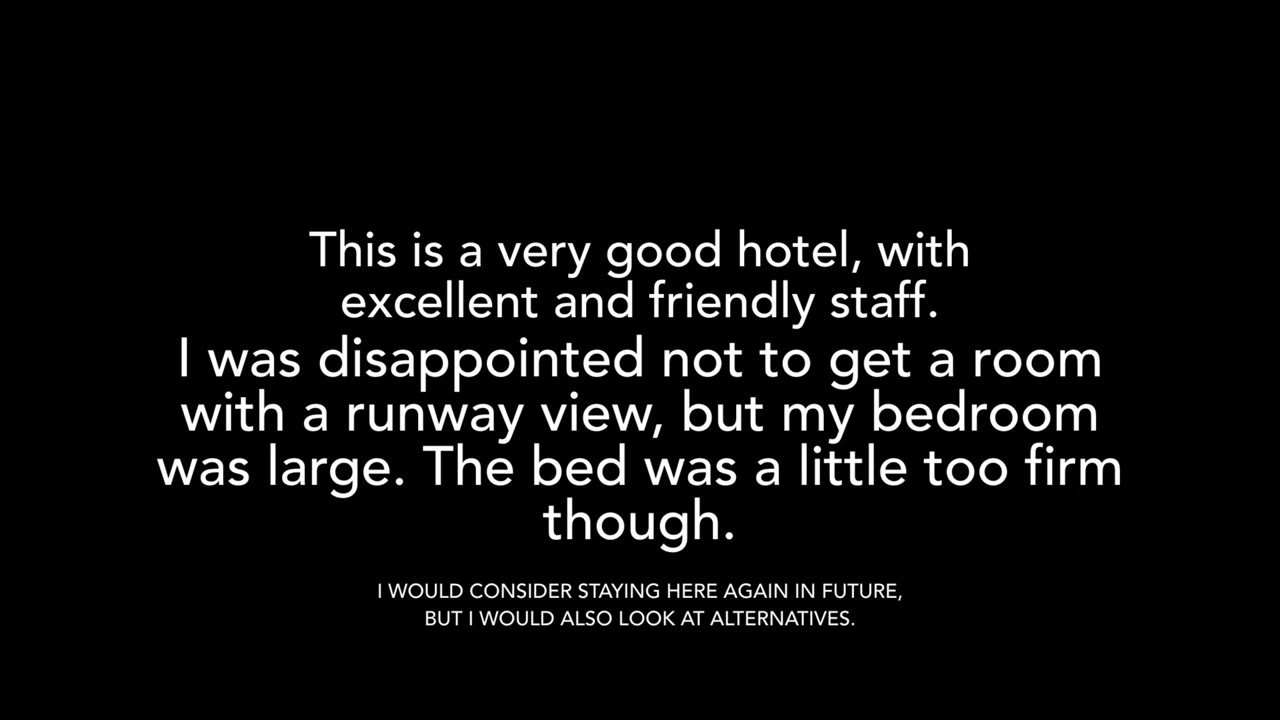 This is a very good hotel, with
excellent and friendly staff.
I was disappointed not to get a room
with a runway view, but my bedroom
was large. The bed was a little too firm
though.
I WOULD CONSIDER STAYING HERE AGAIN IN FUTURE,
BUT I WOULD ALSO LOOK AT ALTERNATIVES.